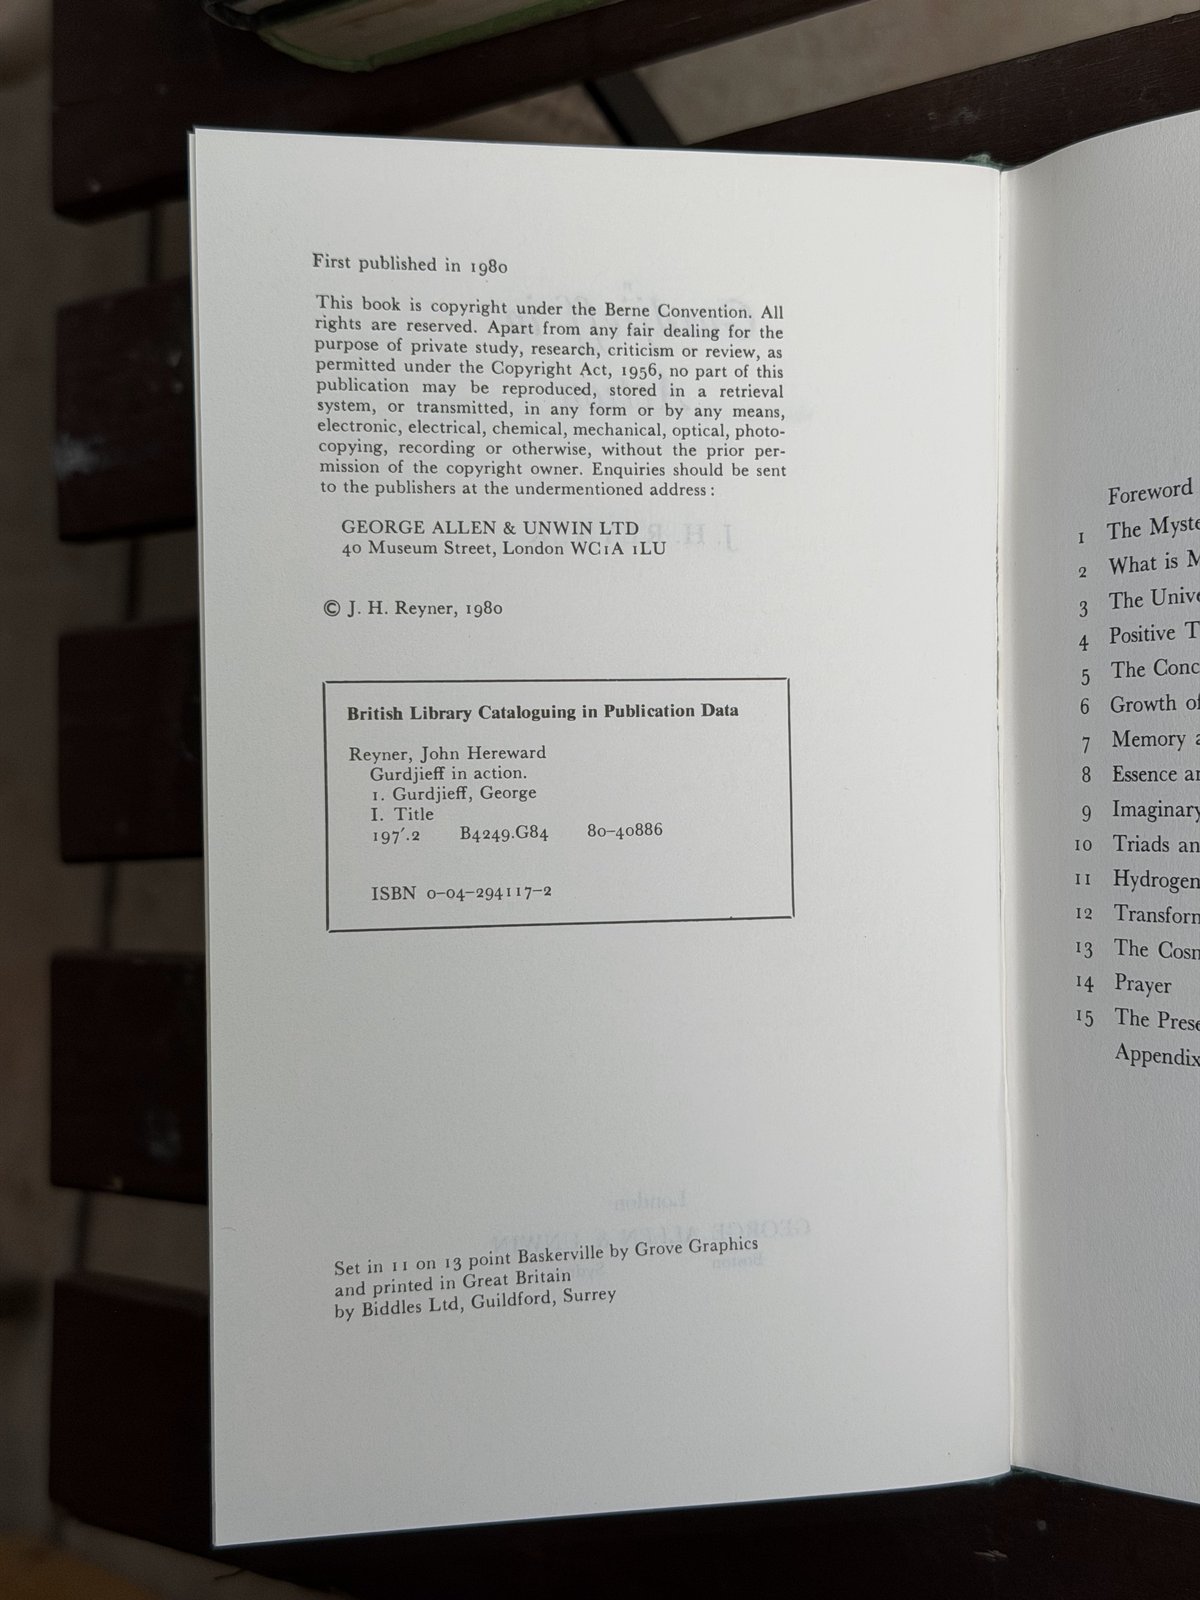 First published in 1980
This book is copyright under the Berne Convention. All
rights are reserved. Apart from any fair dealing for the
purpose of private study, research, criticism or review, as
permitted under the Copyright Act, 1956, no part of this
publication may be reproduced, stored in a retrieval
system, or transmitted, in any form or by any means,
electronic, electrical, chemical, mechanical, optical, photo-
copying, recording or otherwise, without the prior per-
mission of the copyright owner. Enquiries should be sent
to the publishers at the undermentioned address:
GEORGE ALLEN & UNWIN LTD
40 Museum Street, London WC1A 1LU
© J. H. Reyner, 1980
British Library Cataloguing in Publication Data
Reyner, John Hereward
Gurdjieff in action.
1. Gurdjieff, George
I. Title
197'.2 B4249.G84 80-40886
ISBN 0-04-294117-2
Set in 11 on 13 point Baskerville by Grove Graphics
and printed in Great Britain
by Biddles Ltd, Guildford, Surrey
Foreword
1 The Myste
2 What is M
3 The Unive
4 Positive T
5 The Conc
6 Growth of
7 Memory a
8 Essence an
9 Imaginary
10 Triads an
11 Hydrogen
12 Transform
13 The Cosm
14 Prayer
15 The Prese
Appendix